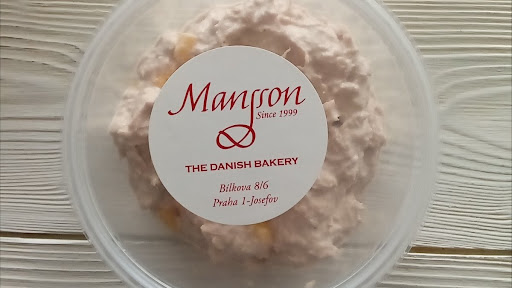 Mansson
Since 1999
THE DANISH BAKERY
Bílkova 8/6
Praha 1-Josefov